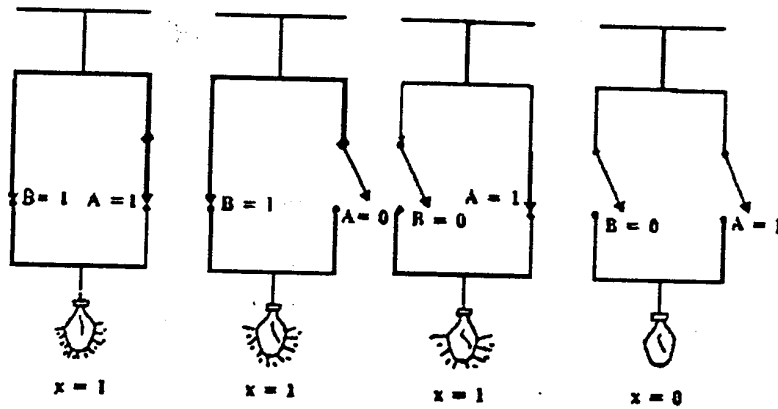 B = 1 A = 1
B = 1
A = 0
B = 0
A = 1
B = 0
A = 1
x = 1
x = 1
x = 1
x = 0